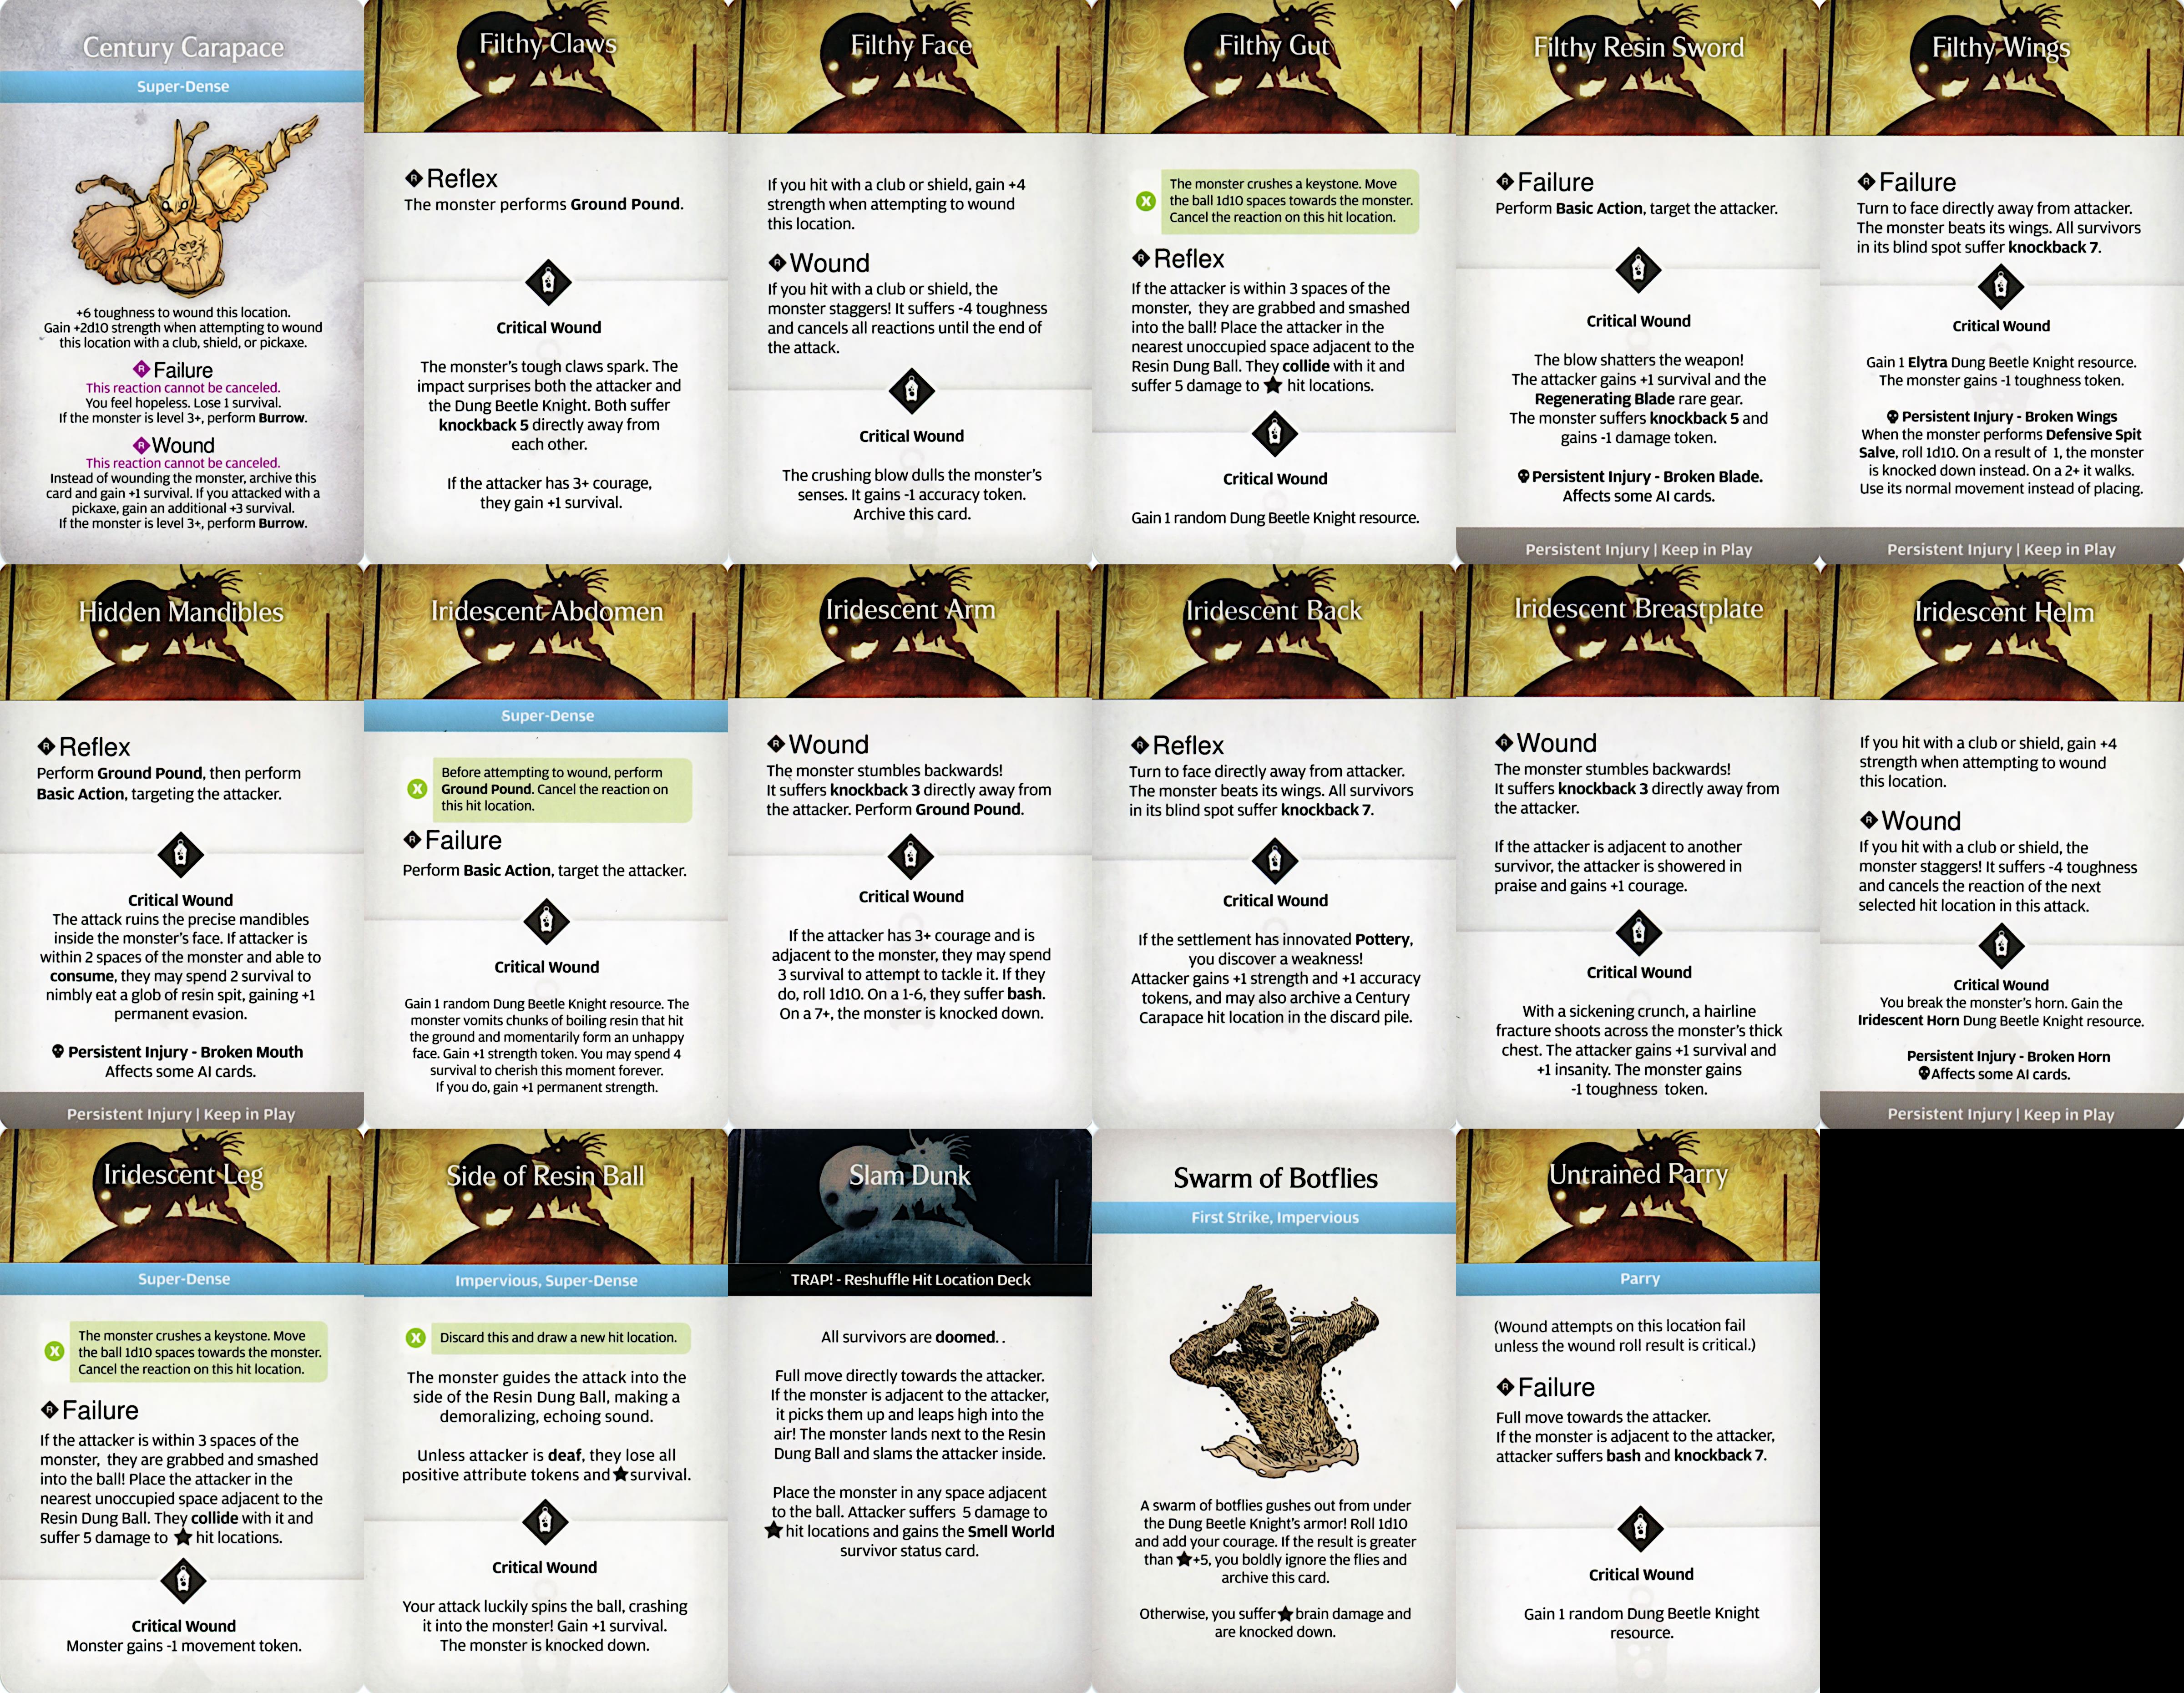 Century Carapace
Super-Dense
+6 toughness to wound this location.
Gain +2d10 strength when attempting to wound
this location with a club, shield, or pickaxe.
R Failure
This reaction cannot be canceled.
You feel hopeless. Lose 1 survival.
If the monster is level 3+, perform Burrow.
R Wound
This reaction cannot be canceled.
Instead of wounding the monster, archive this
card and gain +1 survival. If you attacked with a
pickaxe, gain an additional +3 survival.
If the monster is level 3+, perform Burrow.
Filthy Claws
R Reflex
The monster performs Ground Pound.
Critical Wound
The monster's tough claws spark. The
impact surprises both the attacker and
the Dung Beetle Knight. Both suffer
knockback 5 directly away from
each other.
If the attacker has 3+ courage,
they gain +1 survival.
Filthy Face
If you hit with a club or shield, gain +4
strength when attempting to wound
this location.
R Wound
If you hit with a club or shield, the
monster staggers! It suffers -4 toughness
and cancels all reactions until the end of
the attack.
Critical Wound
The crushing blow dulls the monster's
senses. It gains -1 accuracy token.
Archive this card.
Filthy Gut
X The monster crushes a keystone. Move
the ball 1d10 spaces towards the monster.
Cancel the reaction on this hit location.
R Reflex
If the attacker is within 3 spaces of the
monster, they are grabbed and smashed
into the ball! Place the attacker in the
nearest unoccupied space adjacent to the
Resin Dung Ball. They collide with it and
suffer 5 damage to ★ hit locations.
Critical Wound
Gain 1 random Dung Beetle Knight resource.
Filthy Resin Sword
R Failure
Perform Basic Action, target the attacker.
Critical Wound
The blow shatters the weapon!
The attacker gains +1 survival and the
Regenerating Blade rare gear.
The monster suffers knockback 5 and
gains -1 damage token.
Persistent Injury - Broken Blade.
Affects some AI cards.
Persistent Injury | Keep in Play
Filthy Wings
R Failure
Turn to face directly away from attacker.
The monster beats its wings. All survivors
in its blind spot suffer knockback 7.
Critical Wound
Gain 1 Elytra Dung Beetle Knight resource.
The monster gains -1 toughness token.
Persistent Injury - Broken Wings
When the monster performs Defensive Spit
Salve, roll 1d10. On a result of 1, the monster
is knocked down instead. On a 2+ it walks.
Use its normal movement instead of placing.
Persistent Injury | Keep in Play
Hidden Mandibles
R Reflex
Perform Ground Pound, then perform
Basic Action, targeting the attacker.
Critical Wound
The attack ruins the precise mandibles
inside the monster's face. If attacker is
within 2 spaces of the monster and able to
consume, they may spend 2 survival to
nimbly eat a glob of resin spit, gaining +1
permanent evasion.
Persistent Injury - Broken Mouth
Affects some AI cards.
Persistent Injury | Keep in Play
Iridescent Abdomen
Super-Dense
X Before attempting to wound, perform
Ground Pound. Cancel the reaction on
this hit location.
R Failure
Perform Basic Action, target the attacker.
Critical Wound
Gain 1 random Dung Beetle Knight resource. The
monster vomits chunks of boiling resin that hit
the ground and momentarily form an unhappy
face. Gain +1 strength token. You may spend 4
survival to cherish this moment forever.
If you do, gain +1 permanent strength.
Iridescent Arm
R Wound
The monster stumbles backwards!
It suffers knockback 3 directly away from
the attacker. Perform Ground Pound.
Critical Wound
If the attacker has 3+ courage and is
adjacent to the monster, they may spend
3 survival to attempt to tackle it. If they
do, roll 1d10. On a 1-6, they suffer bash.
On a 7+, the monster is knocked down.
Iridescent Back
R Reflex
Turn to face directly away from attacker.
The monster beats its wings. All survivors
in its blind spot suffer knockback 7.
Critical Wound
If the settlement has innovated Pottery,
you discover a weakness!
Attacker gains +1 strength and +1 accuracy
tokens, and may also archive a Century
Carapace hit location in the discard pile.
Iridescent Breastplate
R Wound
The monster stumbles backwards!
It suffers knockback 3 directly away from
the attacker.
If the attacker is adjacent to another
survivor, the attacker is showered in
praise and gains +1 courage.
Critical Wound
With a sickening crunch, a hairline
fracture shoots across the monster's thick
chest. The attacker gains +1 survival and
+1 insanity. The monster gains
-1 toughness token.
Iridescent Helm
If you hit with a club or shield, gain +4
strength when attempting to wound
this location.
R Wound
If you hit with a club or shield, the
monster staggers! It suffers -4 toughness
and cancels the reaction of the next
selected hit location in this attack.
Critical Wound
You break the monster's horn. Gain the
Iridescent Horn Dung Beetle Knight resource.
Persistent Injury - Broken Horn
Affects some AI cards.
Persistent Injury | Keep in Play
Iridescent Leg
Super-Dense
X The monster crushes a keystone. Move
the ball 1d10 spaces towards the monster.
Cancel the reaction on this hit location.
R Failure
If the attacker is within 3 spaces of the
monster, they are grabbed and smashed
into the ball! Place the attacker in the
nearest unoccupied space adjacent to the
Resin Dung Ball. They collide with it and
suffer 5 damage to ★ hit locations.
Critical Wound
Monster gains -1 movement token.
Side of Resin Ball
Impervious, Super-Dense
X Discard this and draw a new hit location.
The monster guides the attack into the
side of the Resin Dung Ball, making a
demoralizing, echoing sound.
Unless attacker is deaf, they lose all
positive attribute tokens and ★ survival.
Critical Wound
Your attack luckily spins the ball, crashing
it into the monster! Gain +1 survival.
The monster is knocked down.
Slam Dunk
TRAP! - Reshuffle Hit Location Deck
All survivors are doomed. .
Full move directly towards the attacker.
If the monster is adjacent to the attacker,
it picks them up and leaps high into the
air! The monster lands next to the Resin
Dung Ball and slams the attacker inside.
Place the monster in any space adjacent
to the ball. Attacker suffers 5 damage to
★ hit locations and gains the Smell World
survivor status card.
Swarm of Botflies
First Strike, Impervious
A swarm of botflies gushes out from under
the Dung Beetle Knight's armor! Roll 1d10
and add your courage. If the result is greater
than ★+5, you boldly ignore the flies and
archive this card.
Otherwise, you suffer ★ brain damage and
are knocked down.
Untrained Parry
Parry
(Wound attempts on this location fail
unless the wound roll result is critical.)
R Failure
Full move towards the attacker.
If the monster is adjacent to the attacker,
attacker suffers bash and knockback 7.
Critical Wound
Gain 1 random Dung Beetle Knight
resource.